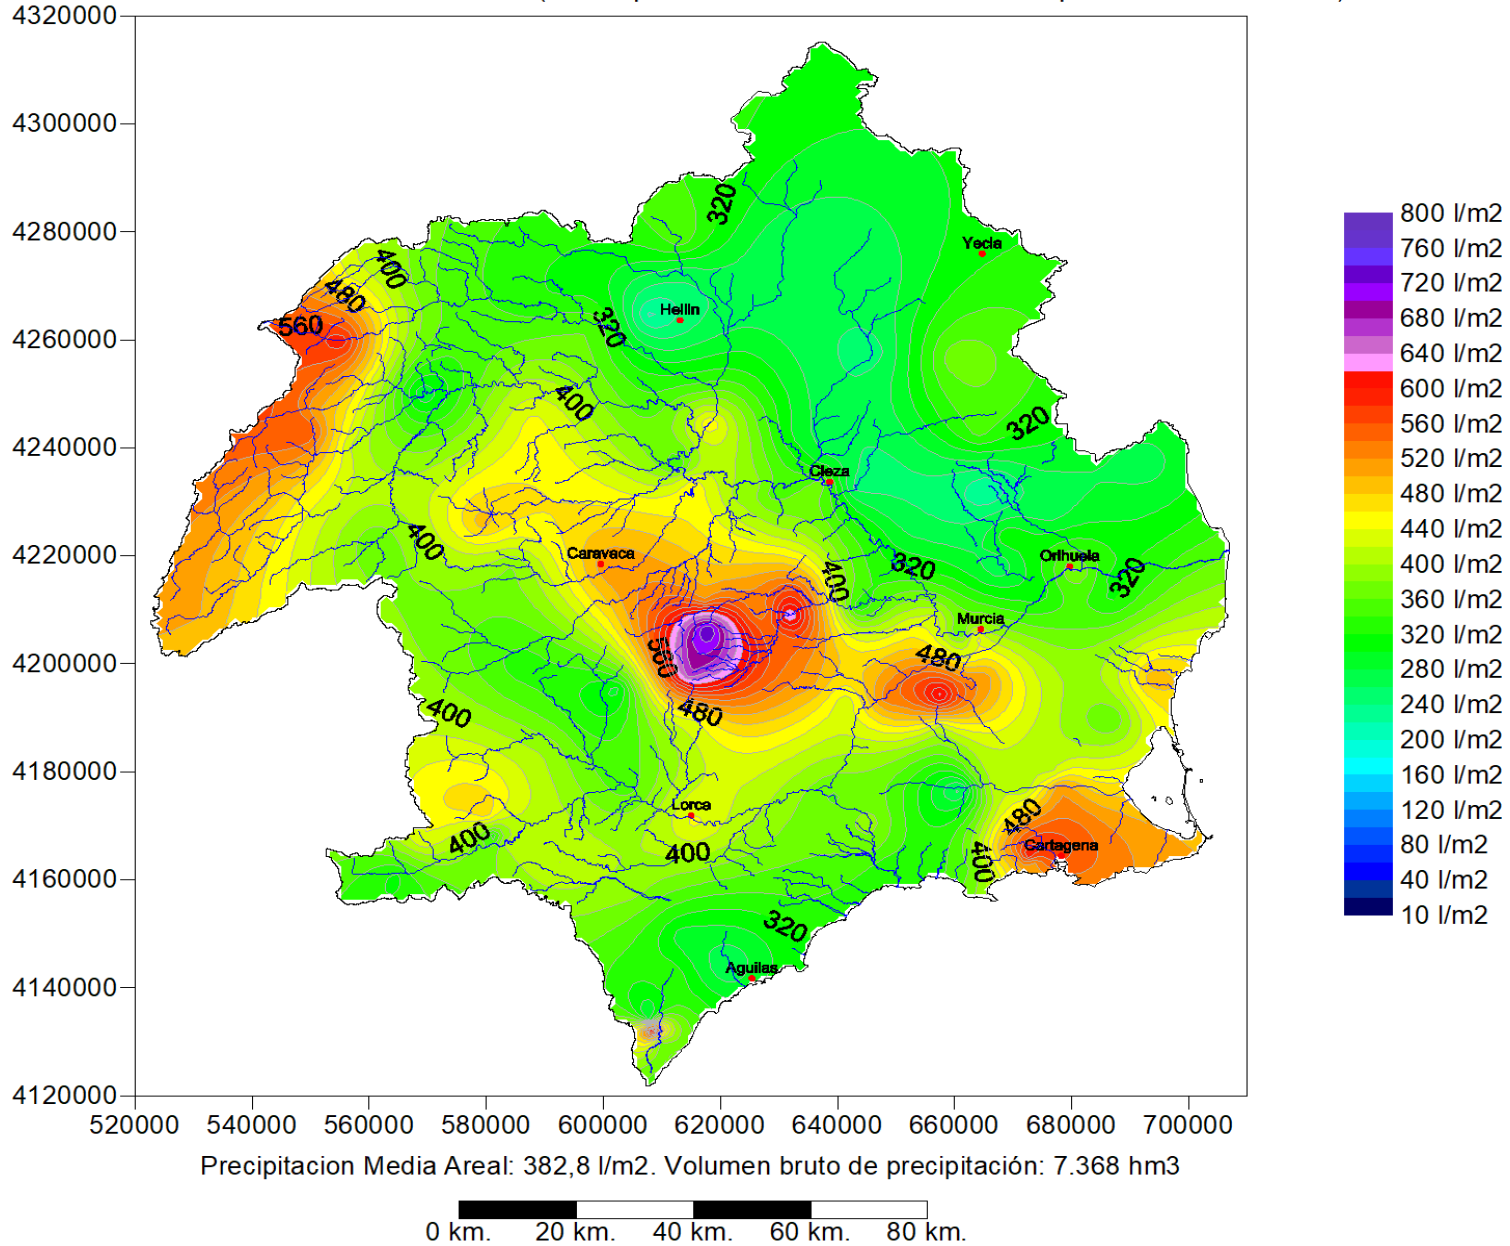 4320000
4300000
320
Yecla
4280000
400
480
Hellin
560
320
4260000
400
320
4240000
Cieza
400
Caravaca
320
Orihuela
4220000
400
320
Murcia
560
480
4200000
400
480
4180000
Lorca
480
400
400
Cartagena
400
4160000
320
Aguilas
4140000
4120000
520000 540000 560000 580000 600000 620000 640000 660000 680000 700000
800 l/m2
760 l/m2
720 l/m2
680 l/m2
640 l/m2
600 l/m2
560 l/m2
520 l/m2
480 l/m2
440 l/m2
400 l/m2
360 l/m2
320 l/m2
280 l/m2
240 l/m2
200 l/m2
160 l/m2
120 l/m2
80 l/m2
40 l/m2
10 l/m2
Precipitacion Media Areal: 382,8 l/m2. Volumen bruto de precipitación: 7.368 hm3
0 km. 20 km. 40 km. 60 km. 80 km.